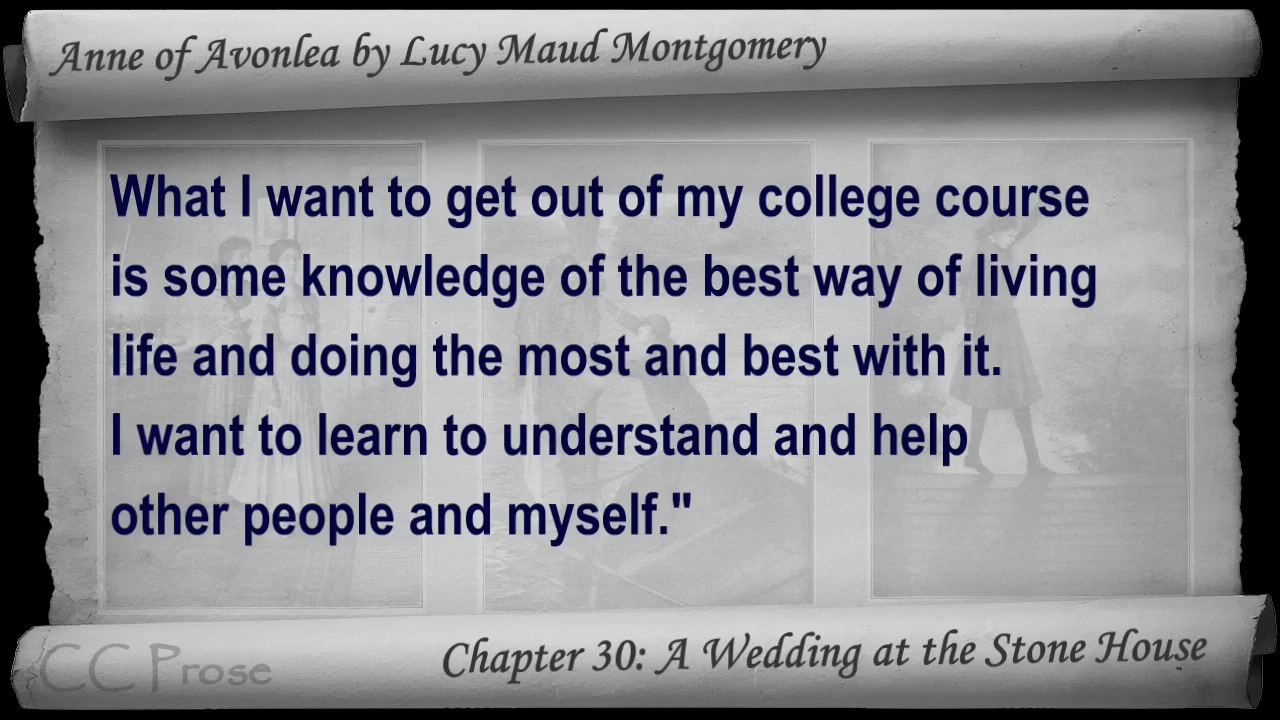 Anne of Avonlea by Lucy Maud Montgomery
What I want to get out of my college course
is some knowledge of the best way of living
life and doing the most and best with it.
I want to learn to understand and help
other people and myself."
CC Prose
Chapter 30: A Wedding at the Stone House